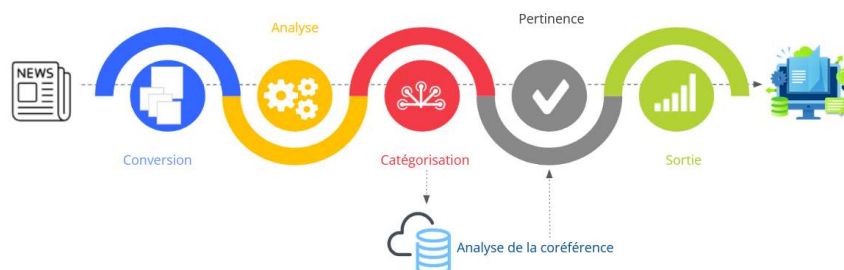 NEWS
Conversion
Analyse
Catégorisation
Pertinence
Sortie
Analyse de la coréférence